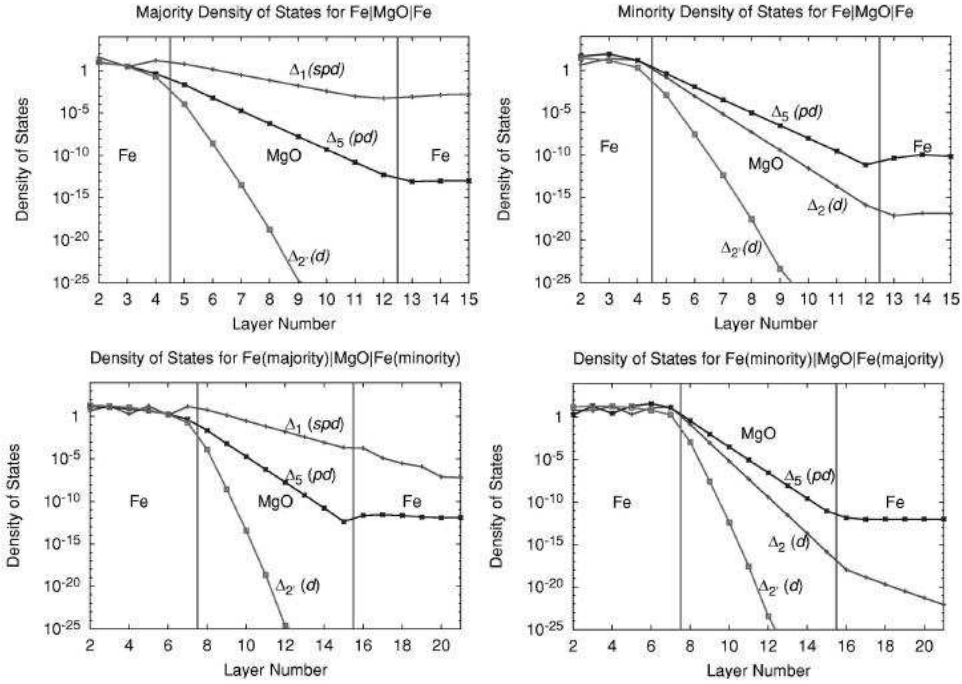 Majority Density of States for Fe|MgO|Fe
Density of States
1
10-5
10-10
10-15
10-20
10-25
Δ1(spd)
Δ5 (pd)
Fe
MgO
Fe
Δ2' (d)
2 3 4 5 6 7 8 9 10 11 12 13 14 15
Layer Number
Minority Density of States for Fe|MgO|Fe
Density of States
1
10-5
10-10
10-15
10-20
10-25
Δ5 (pd)
Fe
MgO
Fe
Δ2 (d)
Δ2' (d)
2 3 4 5 6 7 8 9 10 11 12 13 14 15
Layer Number
Density of States for Fe(majority)|MgO|Fe(minority)
Density of States
1
10-5
10-10
10-15
10-20
10-25
Δ1 (spd)
Δ5 (pd)
Fe
MgO
Fe
Δ2' (d)
2 4 6 8 10 12 14 16 18 20
Layer Number
Density of States for Fe(minority)|MgO|Fe(majority)
Density of States
1
10-5
10-10
10-15
10-20
10-25
MgO
Δ5 (pd)
Fe
Fe
Δ2 (d)
Δ2' (d)
2 4 6 8 10 12 14 16 18 20
Layer Number